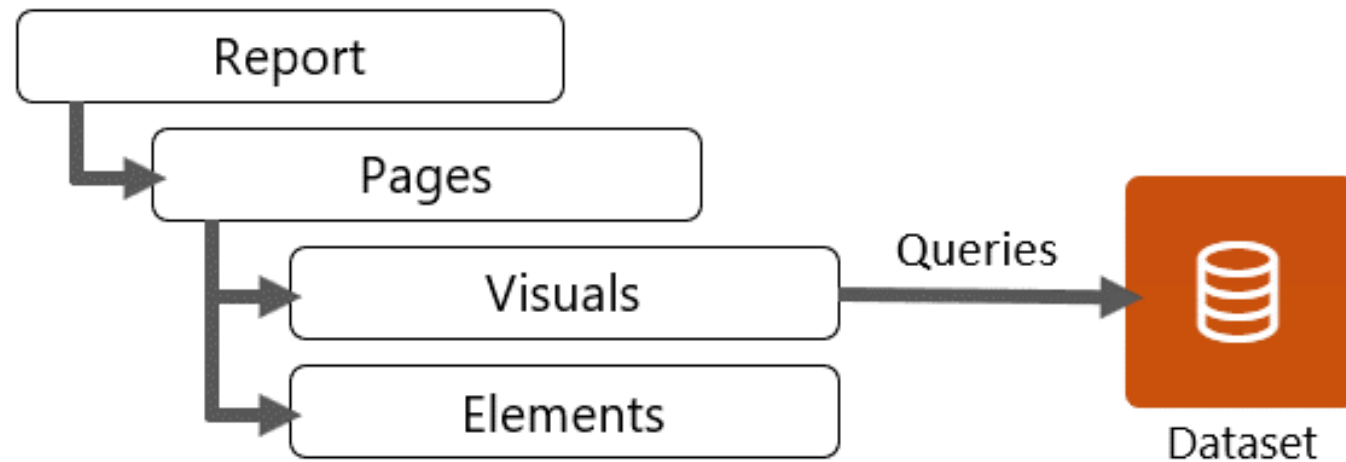 Report
Pages
Visuals
Queries
Elements
Dataset